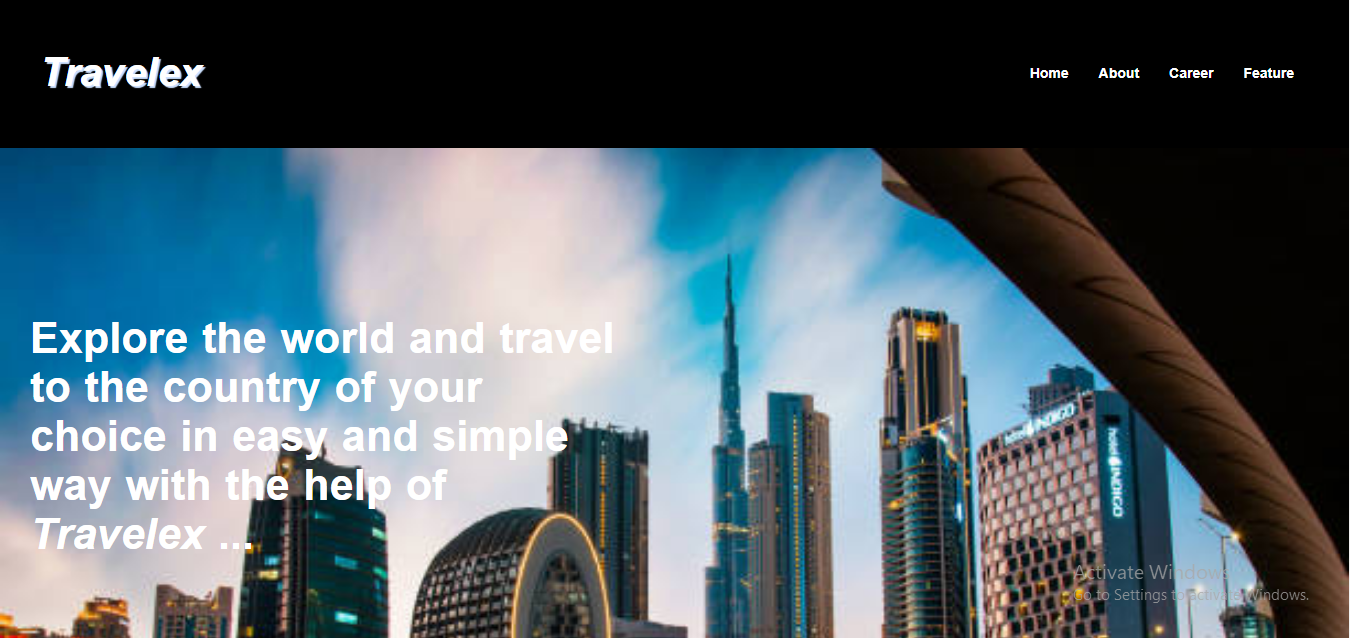 Travelex
Home About Career Feature
Explore the world and travel
to the country of your
choice in easy and simple
way with the help of
Travelex ...
hotel INDIGO
hotel INDIGO
Activate Windows
Go to Settings to activate Windows.